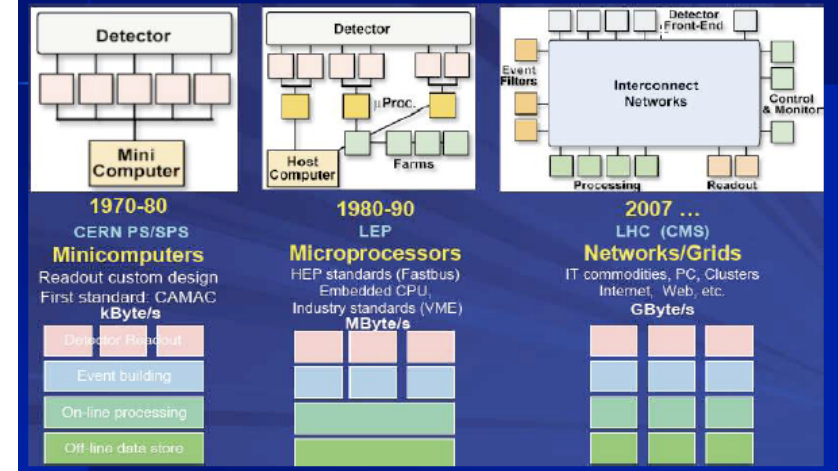 Detector
Mini
Computer
Detector
μProc.
Host
Computer
Farms
Detector
Front-End
Event
Filters
Interconnect
Networks
Control
& Monitor
Processing
Readout
1970-80
CERN PS/SPS
Minicomputers
Readout custom design
First standard: CAMAC
kByte/s
Detector Readout
Event building
On-line processing
Off-line data store
1980-90
LEP
Microprocessors
HEP standards (Fastbus)
Embedded CPU,
Industry standards (VME)
MByte/s
2007 ...
LHC (CMS)
Networks/Grids
IT commodities, PC, Clusters
Internet, Web, etc.
GByte/s